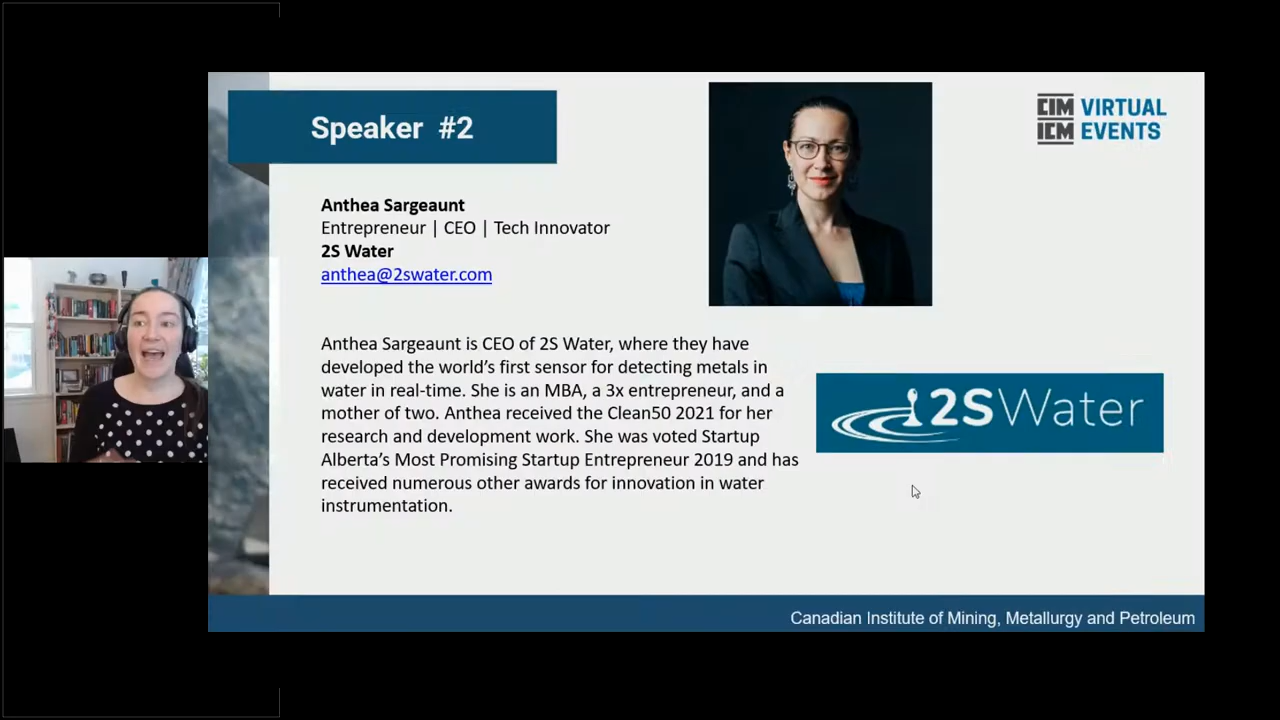 Speaker #2
CIM VIRTUAL
ICM EVENTS
Anthea Sargeaunt
Entrepreneur | CEO | Tech Innovator
2S Water
anthea@2swater.com
Anthea Sargeaunt is CEO of 2S Water, where they have
developed the world’s first sensor for detecting metals in
water in real-time. She is an MBA, a 3x entrepreneur, and a
mother of two. Anthea received the Clean50 2021 for her
research and development work. She was voted Startup
Alberta’s Most Promising Startup Entrepreneur 2019 and has
received numerous other awards for innovation in water
instrumentation.
2SWater
Canadian Institute of Mining, Metallurgy and Petroleum